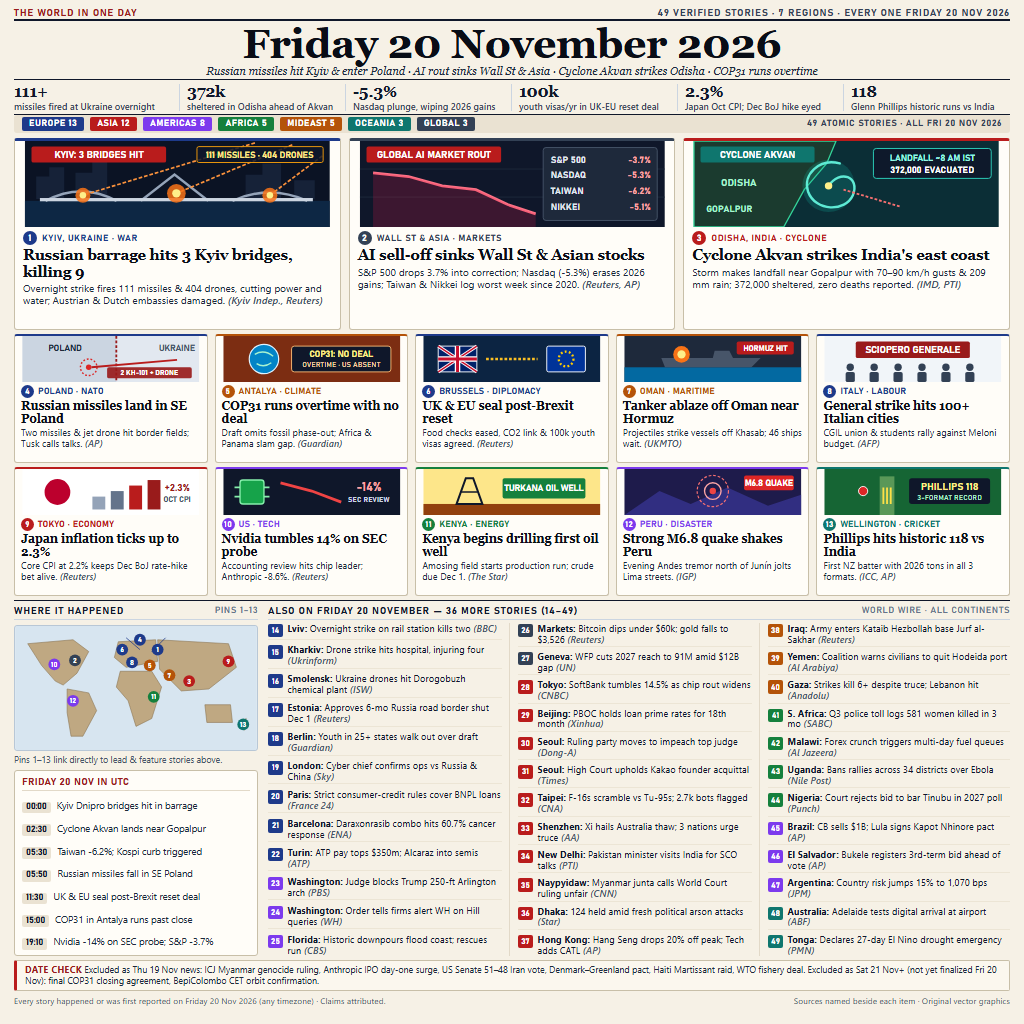 THE WORLD IN ONE DAY
49 VERIFIED STORIES · 7 REGIONS · EVERY ONE FRIDAY 20 NOV 2026
Friday 20 November 2026
Russian missiles hit Kyiv & enter Poland · AI rout sinks Wall St & Asia · Cyclone Akvan strikes Odisha · COP31 runs overtime
111+
missiles fired at Ukraine overnight
372k
sheltered in Odisha ahead of Akvan
-5.3%
Nasdaq plunge, wiping 2026 gains
100k
youth visas/yr in UK-EU reset deal
2.3%
Japan Oct CPI; Dec BoJ hike eyed
118
Glenn Phillips historic runs vs India
EUROPE 13
ASIA 12
AMERICAS 8
AFRICA 5
MIDEAST 5
OCEANIA 3
GLOBAL 3
49 ATOMIC STORIES · ALL FRI 20 NOV 2026
KYIV: 3 BRIDGES HIT
111 MISSILES · 404 DRONES
1 KYIV, UKRAINE · WAR
Russian barrage hits 3 Kyiv bridges,
killing 9
Overnight strike fires 111 missiles & 404 drones, cutting power and
water; Austrian & Dutch embassies damaged. (Kyiv Indep., Reuters)
GLOBAL AI MARKET ROUT
S&P 500 -3.7%
NASDAQ -5.3%
TAIWAN -6.2%
NIKKEI -5.1%
2 WALL ST & ASIA · MARKETS
AI sell-off sinks Wall St & Asian stocks
S&P 500 drops 3.7% into correction; Nasdaq (-5.3%) erases 2026
gains; Taiwan & Nikkei log worst week since 2020. (Reuters, AP)
CYCLONE AKVAN
LANDFALL ~8 AM IST
372,000 EVACUATED
ODISHA
GOPALPUR
3 ODISHA, INDIA · CYCLONE
Cyclone Akvan strikes India's east coast
Storm makes landfall near Gopalpur with 70–90 km/h gusts & 209
mm rain; 372,000 sheltered, zero deaths reported. (IMD, PTI)
POLAND
UKRAINE
2 KH-101 + DRONE
4 POLAND · NATO
Russian missiles land in SE
Poland
Two missiles & jet drone hit border fields;
Tusk calls talks. (AP)
COP31: NO DEAL
OVERTIME · US ABSENT
5 ANTALYA · CLIMATE
COP31 runs overtime with no
deal
Draft omits fossil phase-out; Africa &
Panama slam gap. (Guardian)
6 BRUSSELS · DIPLOMACY
UK & EU seal post-Brexit
reset
Food checks eased, CO2 link & 100k youth
visas agreed. (Reuters)
HORMUZ HIT
7 OMAN · MARITIME
Tanker ablaze off Oman near
Hormuz
Projectiles strike vessels off Khasab; 46 ships
wait. (UKMTO)
SCIOPERO GENERALE
8 ITALY · LABOUR
General strike hits 100+
Italian cities
CGIL union & students rally against Meloni
budget. (AFP)
+2.3%
OCT CPI
9 TOKYO · ECONOMY
Japan inflation ticks up to
2.3%
Core CPI at 2.2% keeps Dec BoJ rate-hike
bet alive. (Reuters)
-14%
SEC REVIEW
10 US · TECH
Nvidia tumbles 14% on SEC
probe
Accounting review hits chip leader;
Anthropic -8.6%. (Reuters)
TURKANA OIL WELL
11 KENYA · ENERGY
Kenya begins drilling first oil
well
Amosing field starts production run; crude
due Dec 1. (The Star)
M6.8 QUAKE
12 PERU · DISASTER
Strong M6.8 quake shakes
Peru
Evening Andes tremor north of Junín jolts
Lima streets. (IGP)
PHILLIPS 118
3-FORMAT RECORD
13 WELLINGTON · CRICKET
Phillips hits historic 118 vs
India
First NZ batter with 2026 tons in all 3
formats. (ICC, AP)
WHERE IT HAPPENED
PINS 1–13
10
2
4
6
1
8
5
7
3
9
11
12
13
Pins 1–13 link directly to lead & feature stories above.
FRIDAY 20 NOV IN UTC
00:00 Kyiv Dnipro bridges hit in barrage
02:30 Cyclone Akvan lands near Gopalpur
05:30 Taiwan -6.2%; Kospi curb triggered
05:50 Russian missiles fall in SE Poland
11:30 UK & EU seal post-Brexit reset deal
15:00 COP31 in Antalya runs past close
19:10 Nvidia -14% on SEC probe; S&P -3.7%
ALSO ON FRIDAY 20 NOVEMBER — 36 MORE STORIES (14–49)
WORLD WIRE · ALL CONTINENTS
14 Lviv: Overnight strike on rail station kills two (BBC)
15 Kharkiv: Drone strike hits hospital, injuring four
(Ukrinform)
16 Smolensk: Ukraine drones hit Dorogobuzh
chemical plant (ISW)
17 Estonia: Approves 6-mo Russia road border shut
Dec 1 (Reuters)
18 Berlin: Youth in 25+ states walk out over draft
(Guardian)
19 London: Cyber chief confirms ops vs Russia &
China (Sky)
20 Paris: Strict consumer-credit rules cover BNPL loans
(France 24)
21 Barcelona: Daraxonrasib combo hits 60.7% cancer
response (ENA)
22 Turin: ATP pay tops $350m; Alcaraz into semis
(ATP)
23 Washington: Judge blocks Trump 250-ft Arlington
arch (PBS)
24 Washington: Order tells firms alert WH on Hill
queries (WH)
25 Florida: Historic downpours flood coast; rescues
run (CBS)
26 Markets: Bitcoin dips under $60k; gold falls to
$3,526 (Reuters)
27 Geneva: WFP cuts 2027 reach to 91M amid $12B
gap (UN)
28 Tokyo: SoftBank tumbles 14.5% as chip rout widens
(CNBC)
29 Beijing: PBOC holds loan prime rates for 18th
month (Xinhua)
30 Seoul: Ruling party moves to impeach top judge
(Dong-A)
31 Seoul: High Court upholds Kakao founder acquittal
(Times)
32 Taipei: F-16s scramble vs Tu-95s; 2.7k bots flagged
(CNA)
33 Shenzhen: Xi hails Australia thaw; 3 nations urge
truce (AA)
34 New Delhi: Pakistan minister visits India for SCO
talks (PTI)
35 Naypyidaw: Myanmar junta calls World Court
ruling unfair (CNN)
36 Dhaka: 124 held amid fresh political arson attacks
(Star)
37 Hong Kong: Hang Seng drops 20% off peak; Tech
adds CATL (AP)
38 Iraq: Army enters Kataib Hezbollah base Jurf al-
Sakhar (Reuters)
39 Yemen: Coalition warns civilians to quit Hodeida port
(Al Arabiya)
40 Gaza: Strikes kill 6+ despite truce; Lebanon hit
(Anadolu)
41 S. Africa: Q3 police toll logs 581 women killed in 3
mo (SABC)
42 Malawi: Forex crunch triggers multi-day fuel queues
(Al Jazeera)
43 Uganda: Bans rallies across 34 districts over Ebola
(Nile Post)
44 Nigeria: Court rejects bid to bar Tinubu in 2027 poll
(Punch)
45 Brazil: CB sells $1B; Lula signs Kapot Nhinore pact
(AP)
46 El Salvador: Bukele registers 3rd-term bid ahead of
vote (AP)
47 Argentina: Country risk jumps 15% to 1,070 bps
(JPM)
48 Australia: Adelaide tests digital arrival at airport
(ABF)
49 Tonga: Declares 27-day El Nino drought emergency
(PMN)
DATE CHECK Excluded as Thu 19 Nov news: ICJ Myanmar genocide ruling, Anthropic IPO day-one surge, US Senate 51–48 Iran vote, Denmark–Greenland pact, Haiti Martissant raid, WTO fishery deal. Excluded as Sat 21 Nov+ (not yet finalized Fri 20
Nov): final COP31 closing agreement, BepiColombo CET orbit confirmation.
Every story happened or was first reported on Friday 20 Nov 2026 (any timezone) · Claims attributed.
Sources named beside each item · Original vector graphics